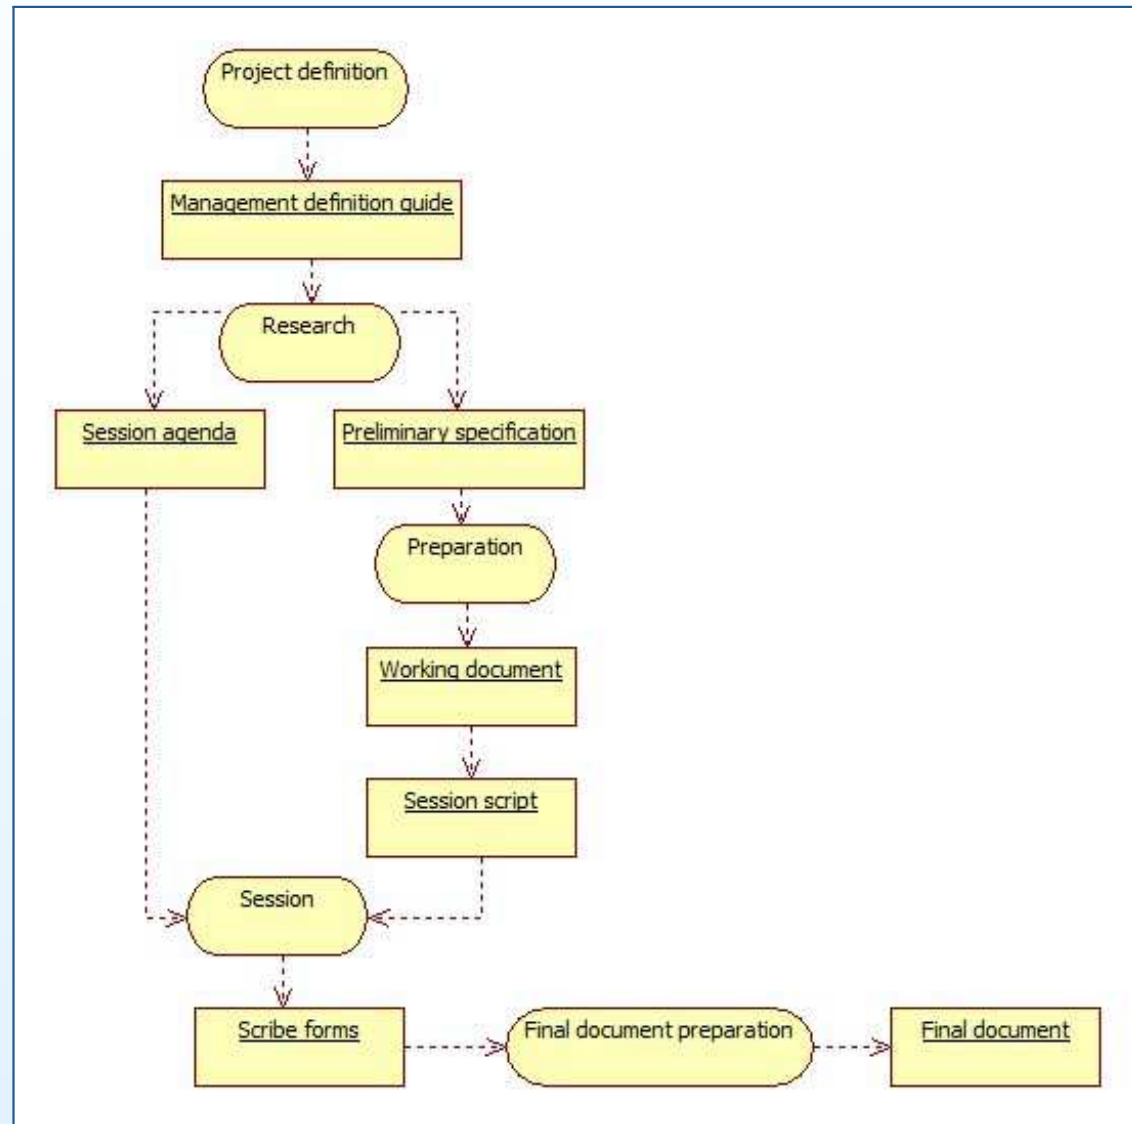 Project definition
Management definition guide
Research
Session agenda
Preliminary specification
Preparation
Working document
Session script
Session
Scribe forms
Final document preparation
Final document